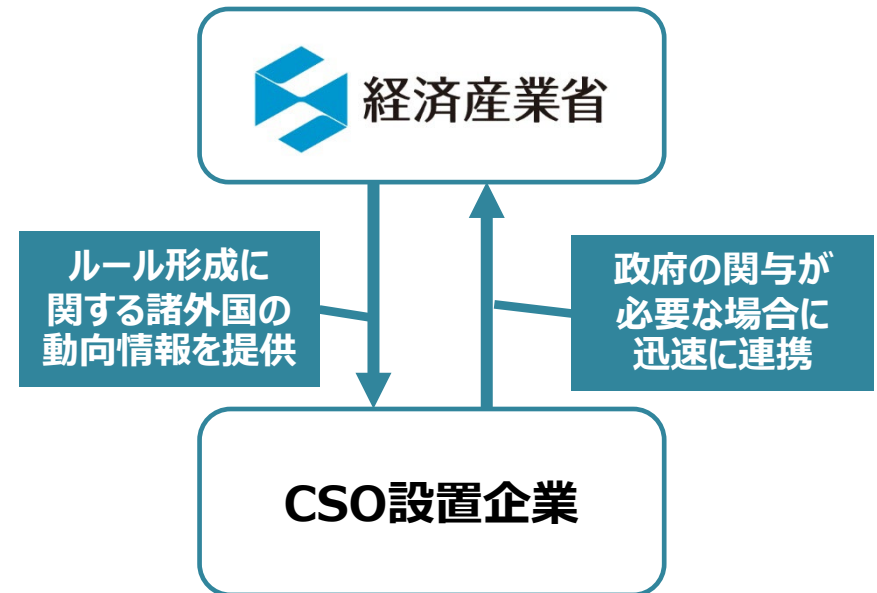 経済産業省
ルール形成に
関する諸外国の
動向情報を提供
政府の関与が
必要な場合に
迅速に連携
CSO設置企業